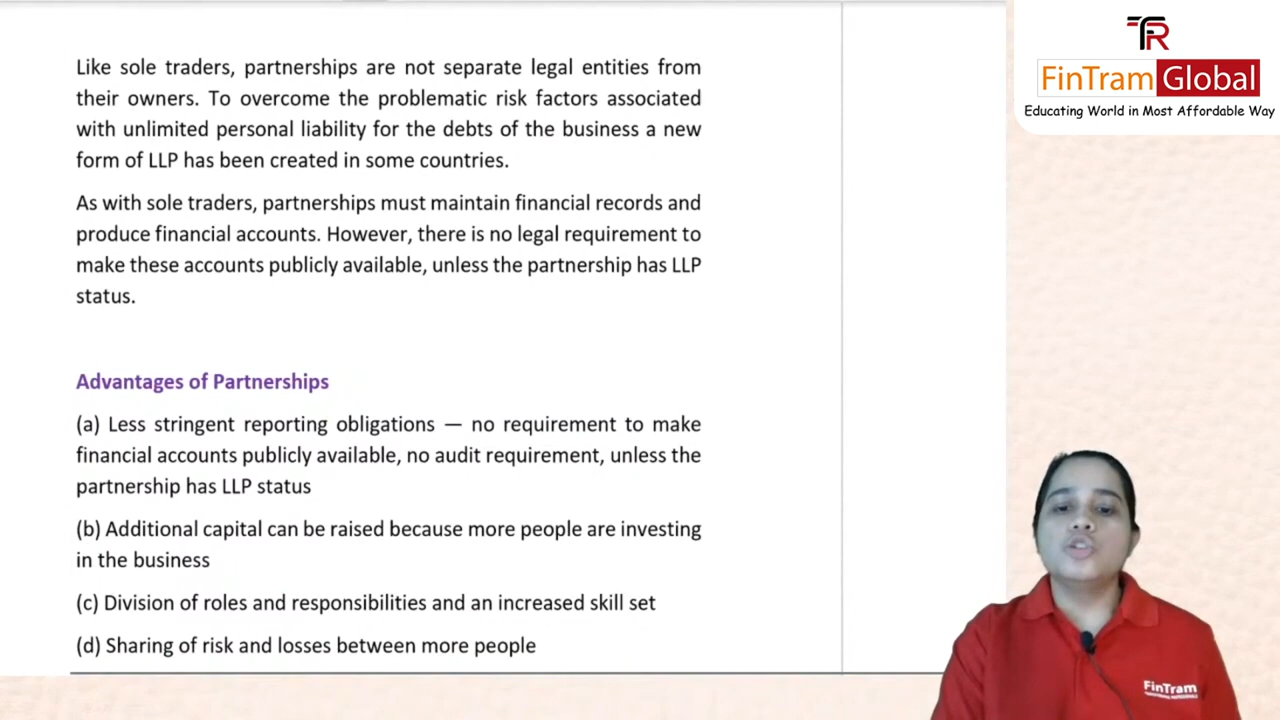 Like sole traders, partnerships are not separate legal entities from
their owners. To overcome the problematic risk factors associated
with unlimited personal liability for the debts of the business a new
form of LLP has been created in some countries.
As with sole traders, partnerships must maintain financial records and
produce financial accounts. However, there is no legal requirement to
make these accounts publicly available, unless the partnership has LLP
status.
Advantages of Partnerships
(a) Less stringent reporting obligations — no requirement to make
financial accounts publicly available, no audit requirement, unless the
partnership has LLP status
(b) Additional capital can be raised because more people are investing
in the business
(c) Division of roles and responsibilities and an increased skill set
(d) Sharing of risk and losses between more people
FinTram Global
Educating World in Most Affordable Way
FinTram